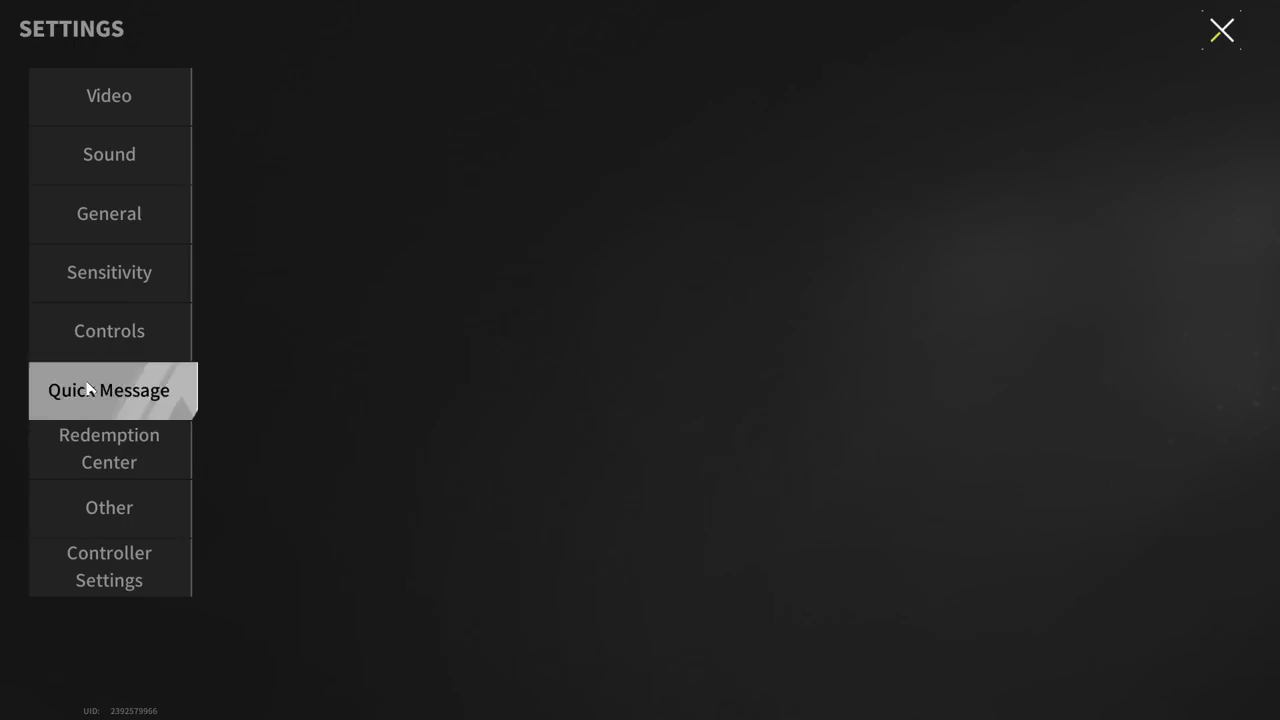 SETTINGS
Video
Sound
General
Sensitivity
Controls
Quick Message
Redemption
Center
Other
Controller
Settings
UID: 2392579966